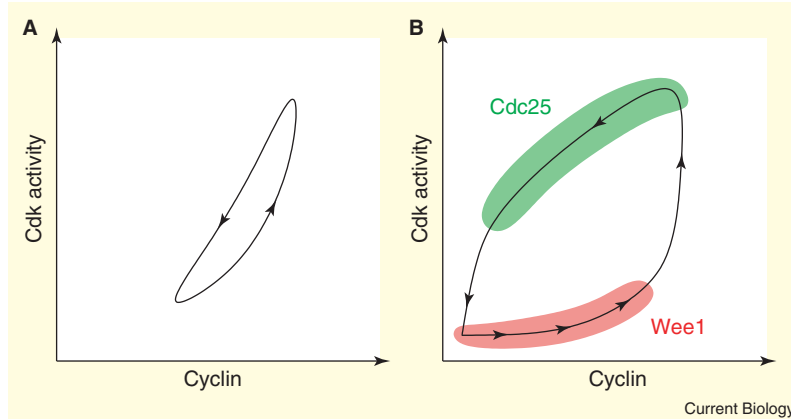 A
Cdk activity
Cyclin
B
Cdk activity
Cdc25
Wee1
Cyclin
Current Biology